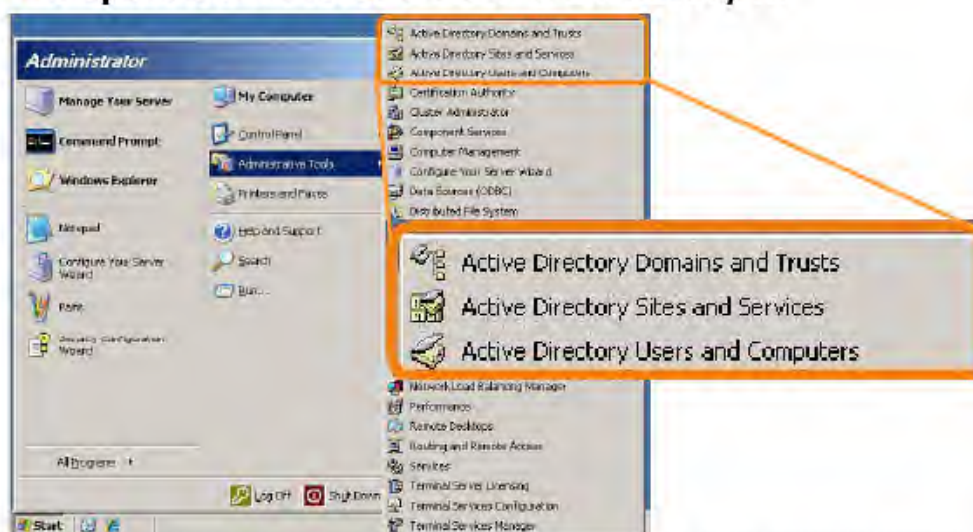 Administrator
Manage Your Server
Command Prompt
Windows Explorer
Notepad
Configure Your Server
Wizard
Paint
Security Configuration
Wizard
All Programs
My Computer
Control Panel
Administrative Tools
Printers and Faxes
Help and Support
Search
Run...
Log Off
Shut Down
Start
Active Directory Domains and Trusts
Active Directory Sites and Services
Active Directory Users and Computers
Certification Authority
Cluster Administrator
Component Services
Computer Management
Configure Your Server Wizard
Data Sources (ODBC)
Distributed File System
Active Directory Domains and Trusts
Active Directory Sites and Services
Active Directory Users and Computers
Network Load Balancing Manager
Performance
Remote Desktops
Routing and Remote Access
Services
Terminal Server Licensing
Terminal Services Configuration
Terminal Services Manager